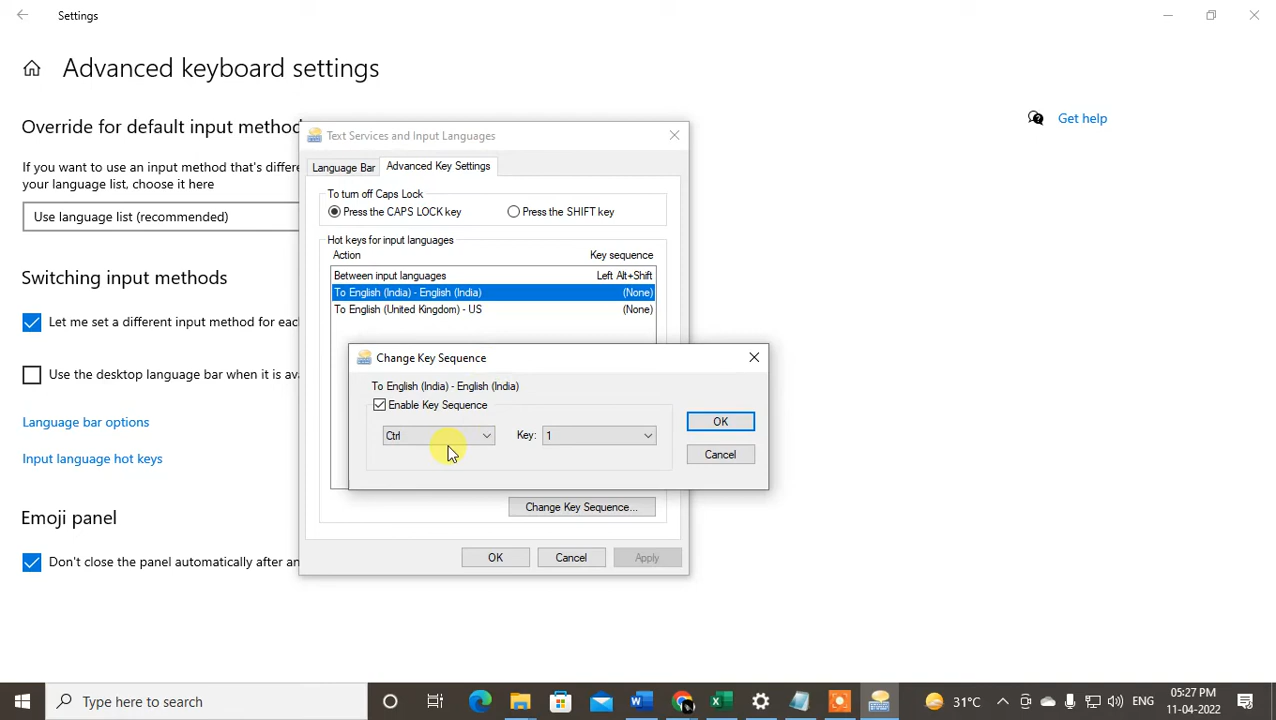 Settings
Advanced keyboard settings
Get help
Override for default input method
If you want to use an input method that's diffe
your language list, choose it here
Use language list (recommended)
Switching input methods
Let me set a different input method for eac
Use the desktop language bar when it is ava
Language bar options
Input language hot keys
Emoji panel
Don't close the panel automatically after an
Text Services and Input Languages
Language Bar
Advanced Key Settings
To turn off Caps Lock
Press the CAPS LOCK key
Press the SHIFT key
Hot keys for input languages
Action Key sequence
Between input languages Left Alt+Shift
To English (India) - English (India) (None)
To English (United Kingdom) - US (None)
Change Key Sequence
To English (India) - English (India)
Enable Key Sequence
Ctrl Key: 1
OK
Cancel
Change Key Sequence...
OK Cancel Apply
Type here to search
31°C
ENG
05:27 PM
11-04-2022